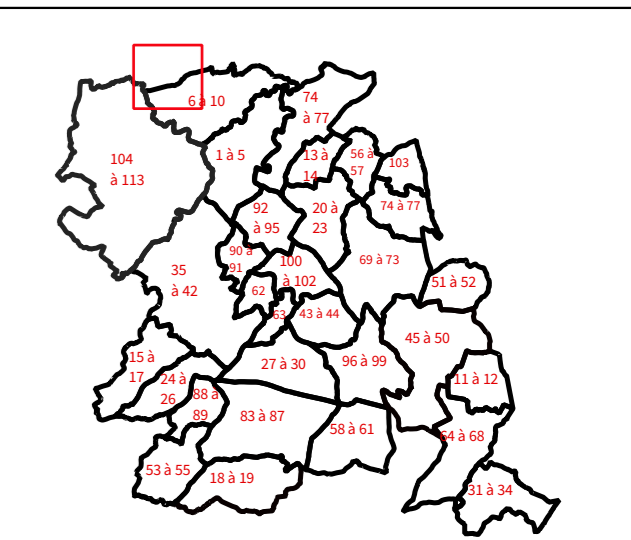 6 à 10
74
à 77
104
à 113
1 à 5
13 à
14
56 à
57
103
92
à 95
20 à
23
74 à 77
90 à
91
100
à 102
69 à 73
35
à 42
62
51 à 52
63
43 à 44
45 à 50
15 à
17
24 à
26
27 à 30
96 à 99
11 à 12
88 à
89
83 à 87
58 à 61
64 à 68
53 à 55
18 à 19
31 à 34